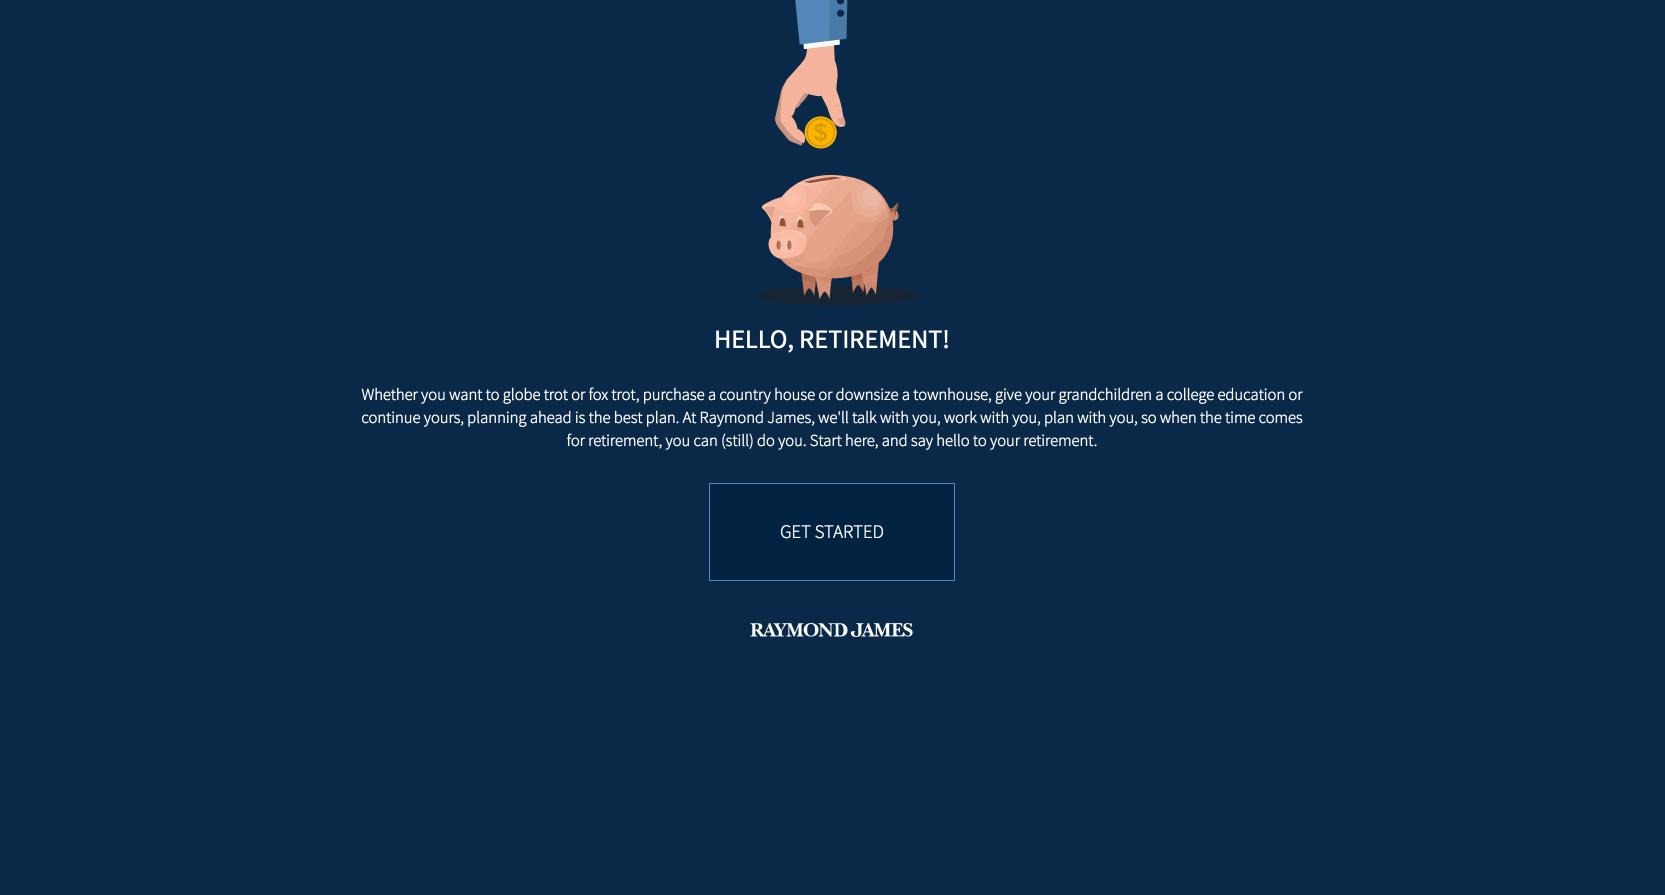 $
HELLO, RETIREMENT!
Whether you want to globe trot or fox trot, purchase a country house or downsize a townhouse, give your grandchildren a college education or
continue yours, planning ahead is the best plan. At Raymond James, we'll talk with you, work with you, plan with you, so when the time comes
for retirement, you can (still) do you. Start here, and say hello to your retirement.
GET STARTED
RAYMOND JAMES